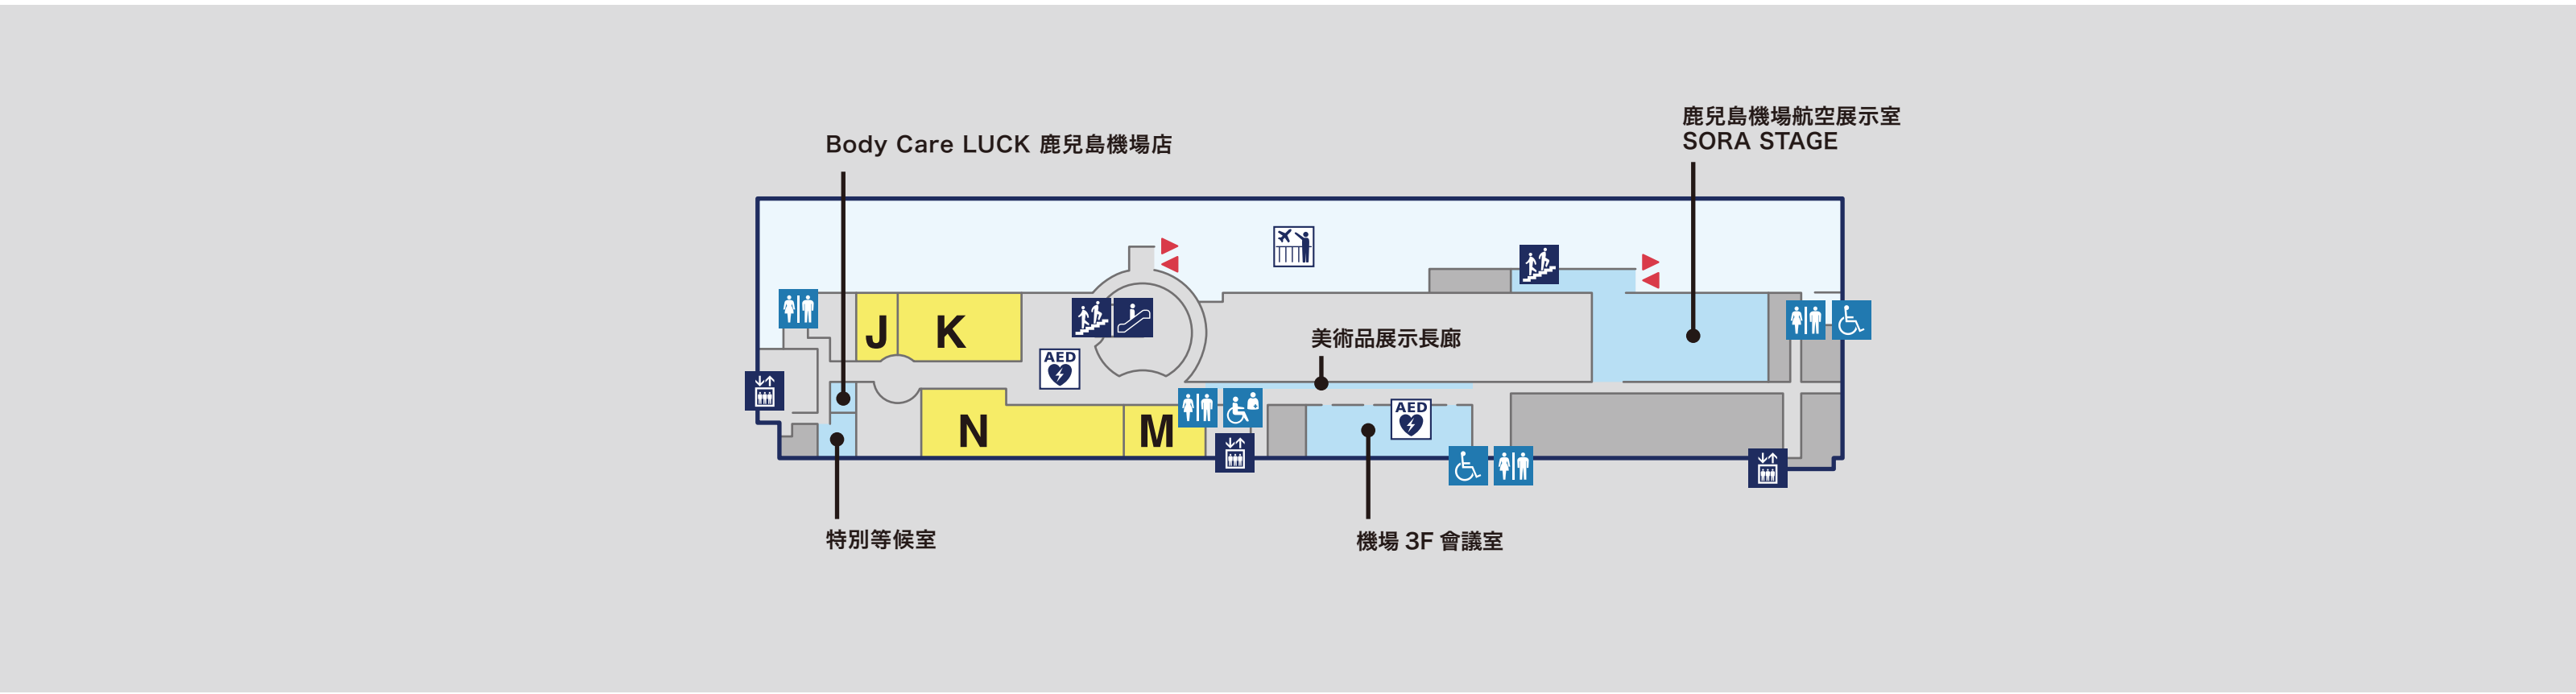 鹿兒島機場航空展示室
SORA STAGE
Body Care LUCK 鹿兒島機場店
J
K
美術品展示長廊
AED
AED
N
M
特別等候室
機場 3F 會議室